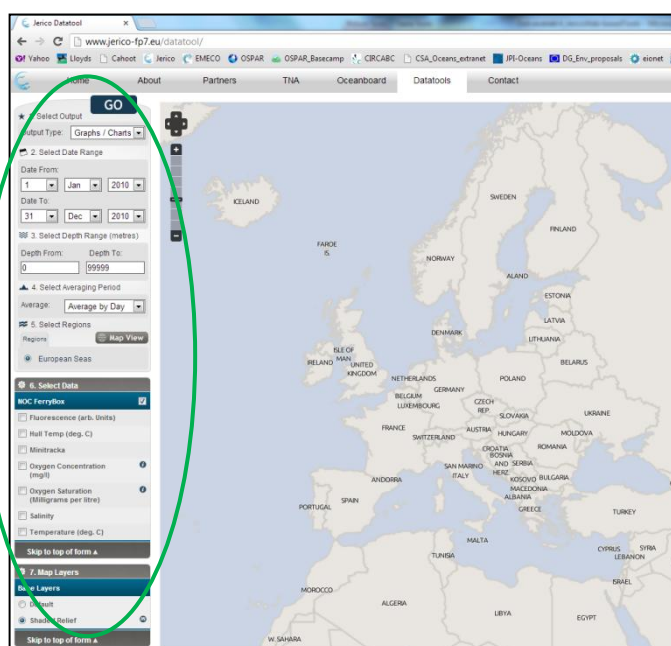 Jerico Datatool
www.jerico-fp7.eu/datatool/
Yahoo Lloyds Cahoot Jerico EMECO OSPAR OSPAR_Basecamp CIRCABC CSA_Oceans_extranet JPI-Oceans DG_Env_proposals eionet
Home About Partners TNA Oceanboard Datatools Contact
GO
Select Output
Output Type: Graphs / Charts
2. Select Date Range
Date From:
1 Jan 2010
Date To:
31 Dec 2010
3. Select Depth Range (metres)
Depth From: Depth To:
0 99999
4. Select Averaging Period
Average: Average by Day
5. Select Regions
Regions Map View
European Seas
6. Select Data
NOC FerryBox
Fluorescence (arb. Units)
Hull Temp (deg. C)
Minitracka
Oxygen Concentration
(mg/l)
Oxygen Saturation
(Milligrams per litre)
Salinity
Temperature (deg. C)
Skip to top of form
7. Map Layers
Base Layers
Default
Shaded Relief
Skip to top of form
ICELAND
SWEDEN
FINLAND
FAROE
IS.
NORWAY
ALAND
ESTONIA
LATVIA
DENMARK
LITHUANIA
ISLE OF
MAN
IRELAND
UNITED
KINGDOM
BELARUS
NETHERLANDS
POLAND
GERMANY
BELGIUM
LUXEMBOURG
CZECH
REP
UKRAINE
SLOVAKIA
FRANCE
AUSTRIA
HUNGARY
MOLDOVA
SWITZERLAND
CROATIA
ROMANIA
BOSNIA
AND
HERZ
SERBIA
SAN MARINO
ITALY
KOSOVO
BULGARIA
ANDORRA
MACEDONIA
ALBANIA
PORTUGAL
SPAIN
GREECE
TURKEY
MALTA
CYPRUS
SYRIA
LEBANON
TUNISIA
ISRAEL
MOROCCO
ALGERIA
LIBYA
EGYPT
W.SAHARA